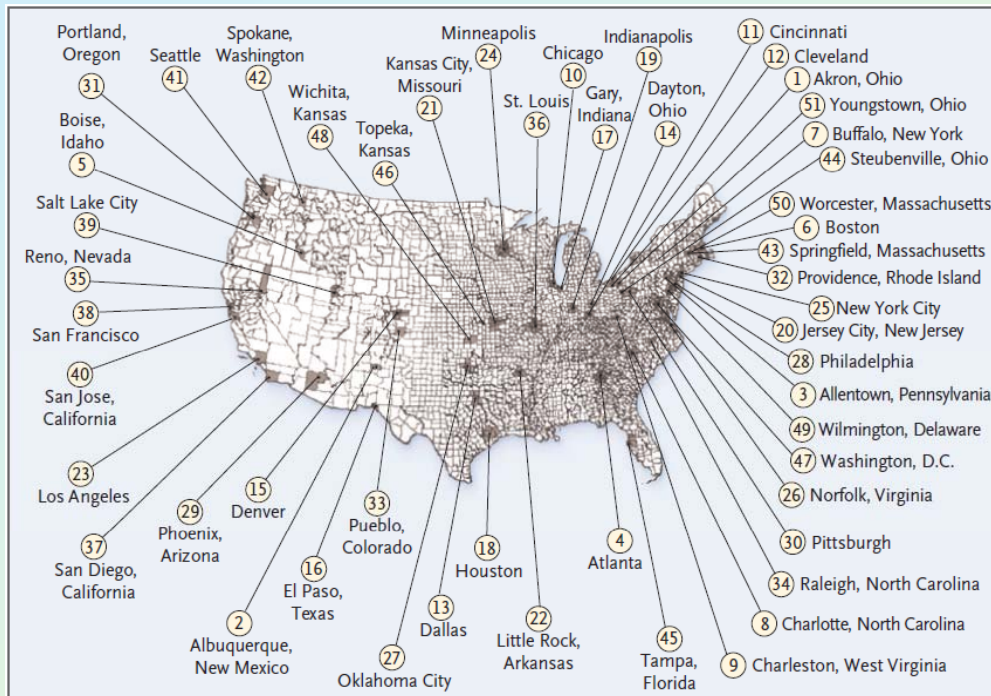 Portland,
Oregon
31
Seattle
41
Spokane,
Washington
42
Minneapolis
24
Chicago
10
Indianapolis
19
11 Cincinnati
12 Cleveland
1 Akron, Ohio
51 Youngstown, Ohio
7 Buffalo, New York
44 Steubenville, Ohio
Boise,
Idaho
5
Wichita,
Kansas
48
Kansas City,
Missouri
21
Topeka,
Kansas
46
St. Louis
36
Gary,
Indiana
17
Dayton,
Ohio
14
Salt Lake City
39
Reno, Nevada
35
38
San Francisco
40
San Jose,
California
50 Worcester, Massachusetts
6 Boston
43 Springfield, Massachusetts
32 Providence, Rhode Island
25 New York City
20 Jersey City, New Jersey
28 Philadelphia
3 Allentown, Pennsylvania
49 Wilmington, Delaware
47 Washington, D.C.
26 Norfolk, Virginia
30 Pittsburgh
34 Raleigh, North Carolina
8 Charlotte, North Carolina
9 Charleston, West Virginia
23
Los Angeles
37
San Diego,
California
29
Phoenix,
Arizona
15
Denver
2
Albuquerque,
New Mexico
16
El Paso,
Texas
33
Pueblo,
Colorado
27
Oklahoma City
13
Dallas
18
Houston
22
Little Rock,
Arkansas
4
Atlanta
45
Tampa,
Florida